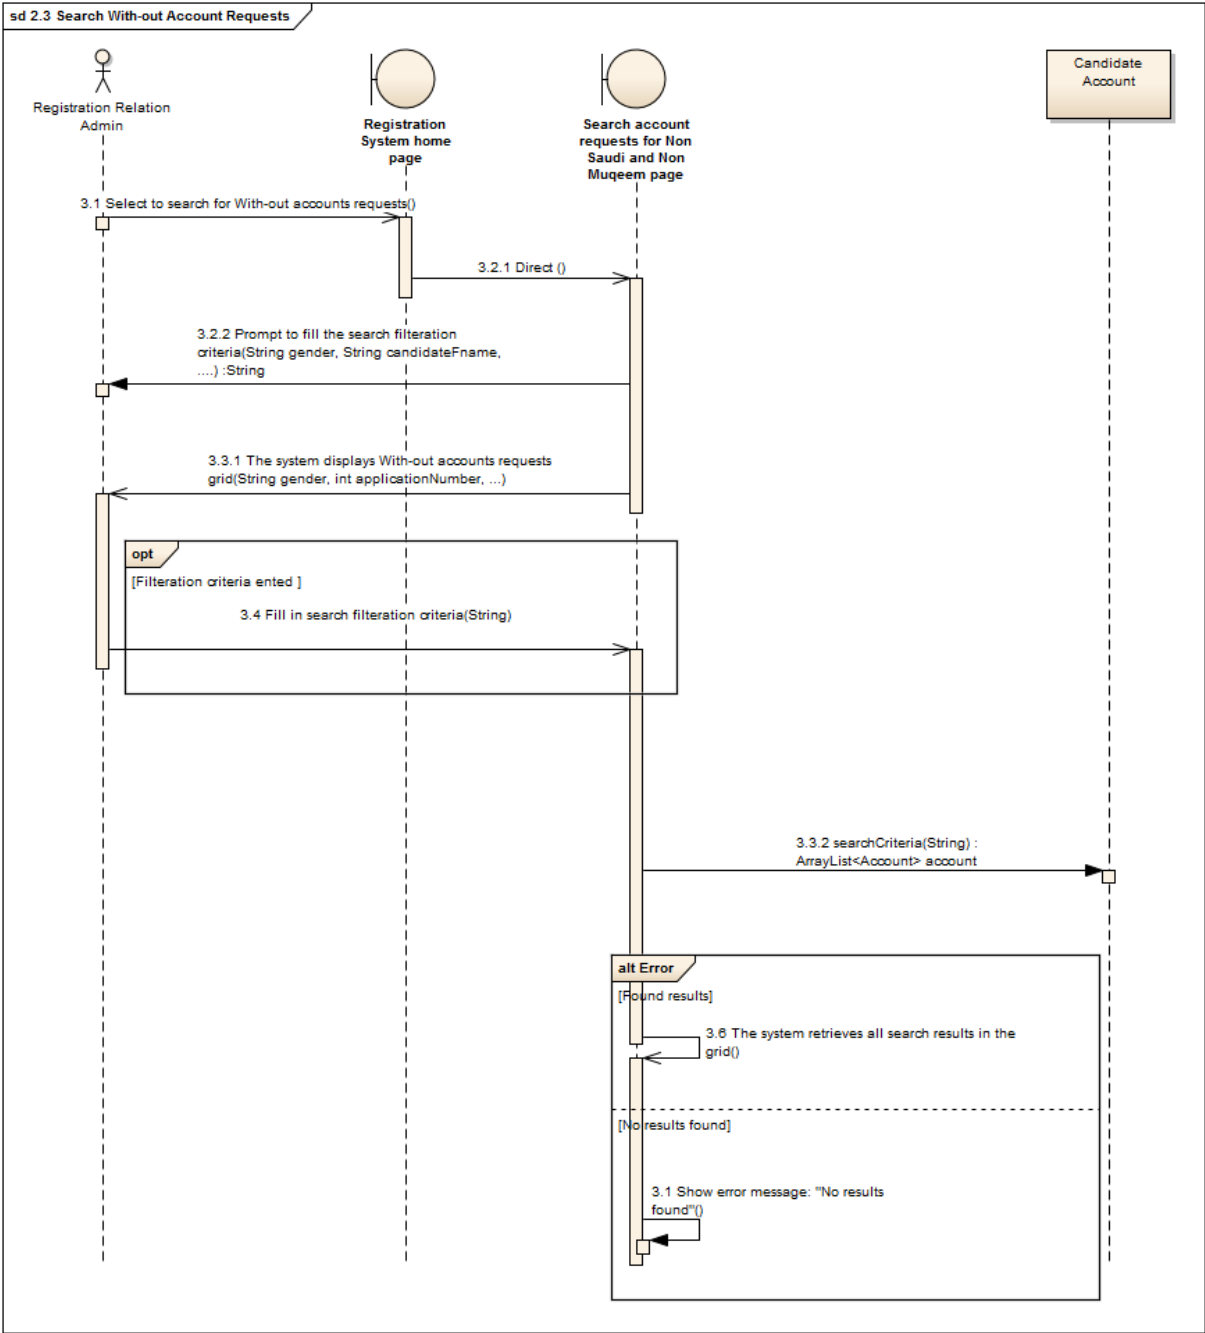 sd 2.3 Search With-out Account Requests
Registration Relation
Admin
Registration
System home
page
Search account
requests for Non
Saudi and Non
Muqeem page
Candidate
Account
3.1 Select to search for With-out accounts requests()
3.2.1 Direct ()
3.2.2 Prompt to fill the search filteration
criteria(String gender, String candidateFname,
....) :String
3.3.1 The system displays With-out accounts requests
grid(String gender, int applicationNumber, ...)
opt
[Filteration criteria ented ]
3.4 Fill in search filteration criteria(String)
3.3.2 searchCriteria(String) :
ArrayList<Account> account
alt Error
[Found results]
3.6 The system retrieves all search results in the
grid()
[No results found]
3.1 Show error message: "No results
found"()